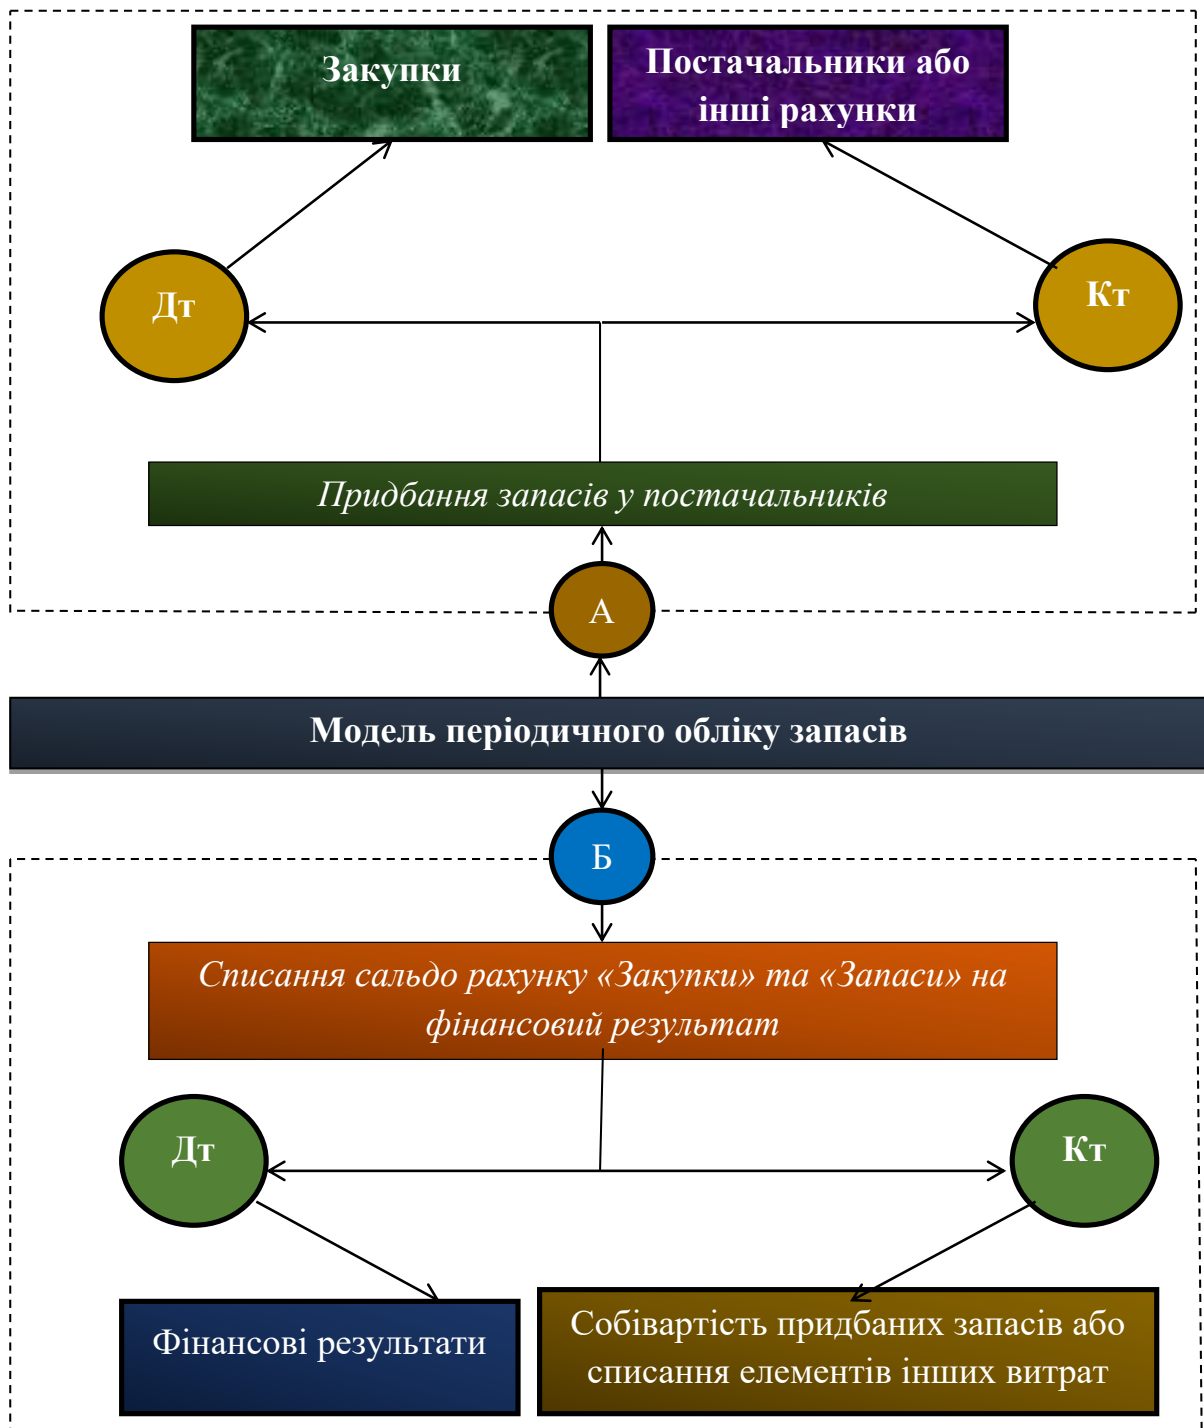 Закупки
Постачальники або
інші рахунки
Дт
Кт
Придбання запасів у постачальників
А
Модель періодичного обліку запасів
Б
Списання сальдо рахунку «Закупки» та «Запаси» на
фінансовий результат
Дт
Кт
Фінансові результати
Собівартість придбаних запасів або
списання елементів інших витрат